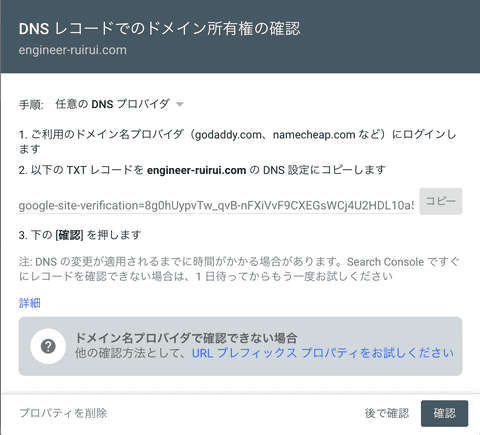 DNS レコードでのドメイン所有権の確認
engineer-ruirui.com
手順: 任意の DNS プロバイダ
1. ご利用のドメイン名プロバイダ（godaddy.com、namecheap.com など）にログインし
ます
2. 以下の TXT レコードを engineer-ruirui.com の DNS 設定にコピーします
google-site-verification=8g0hUypvTw_qvB-nFXiVvF9CXEGsWCj4U2HDL10a5 コピー
3. 下の [確認] を押します
注: DNS の変更が適用されるまでに時間がかかる場合があります。Search Console ですぐ
にレコードを確認できない場合は、1 日待ってからもう一度お試しください
詳細
ドメイン名プロバイダで確認できない場合
他の確認方法として、URL プレフィックス プロパティをお試しください
プロパティを削除 後で確認 確認